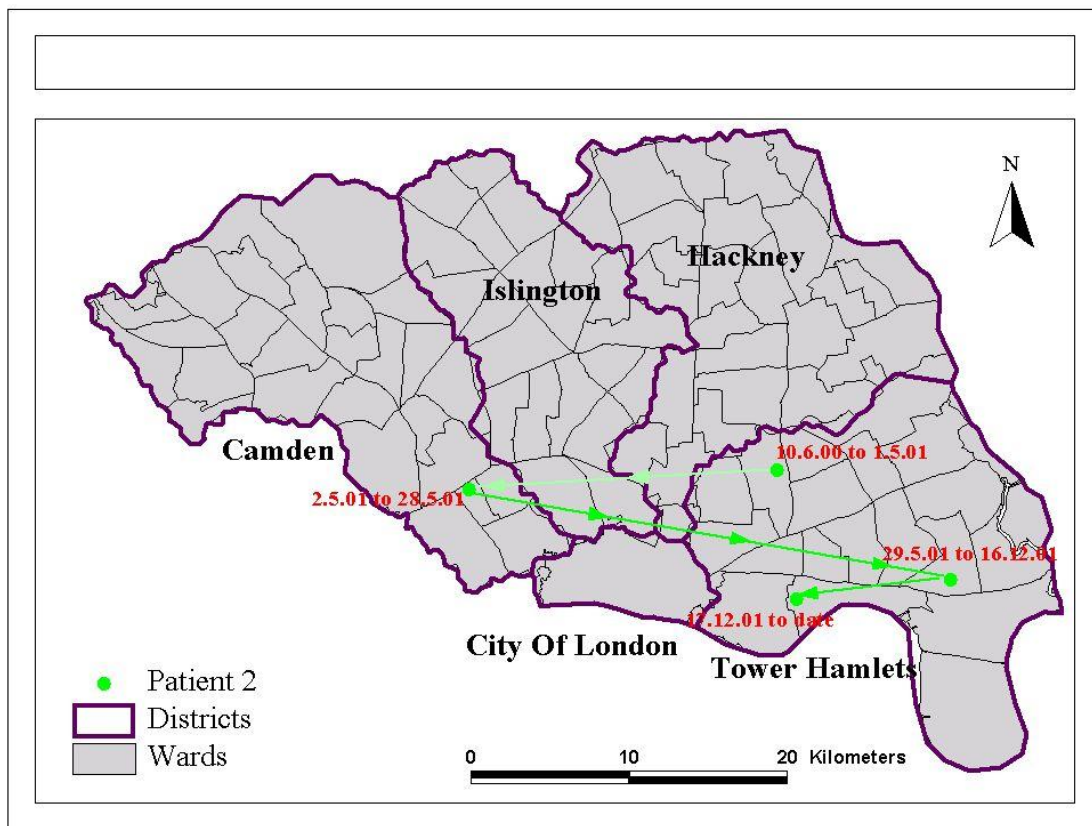 N
Hackney
Islington
Camden
10.6.00 to 1.5.01
2.5.01 to 28.5.01
29.5.01 to 16.12.01
17.12.01 to date
City Of London
Tower Hamlets
Patient 2
Districts
Wards
0 10 20 Kilometers